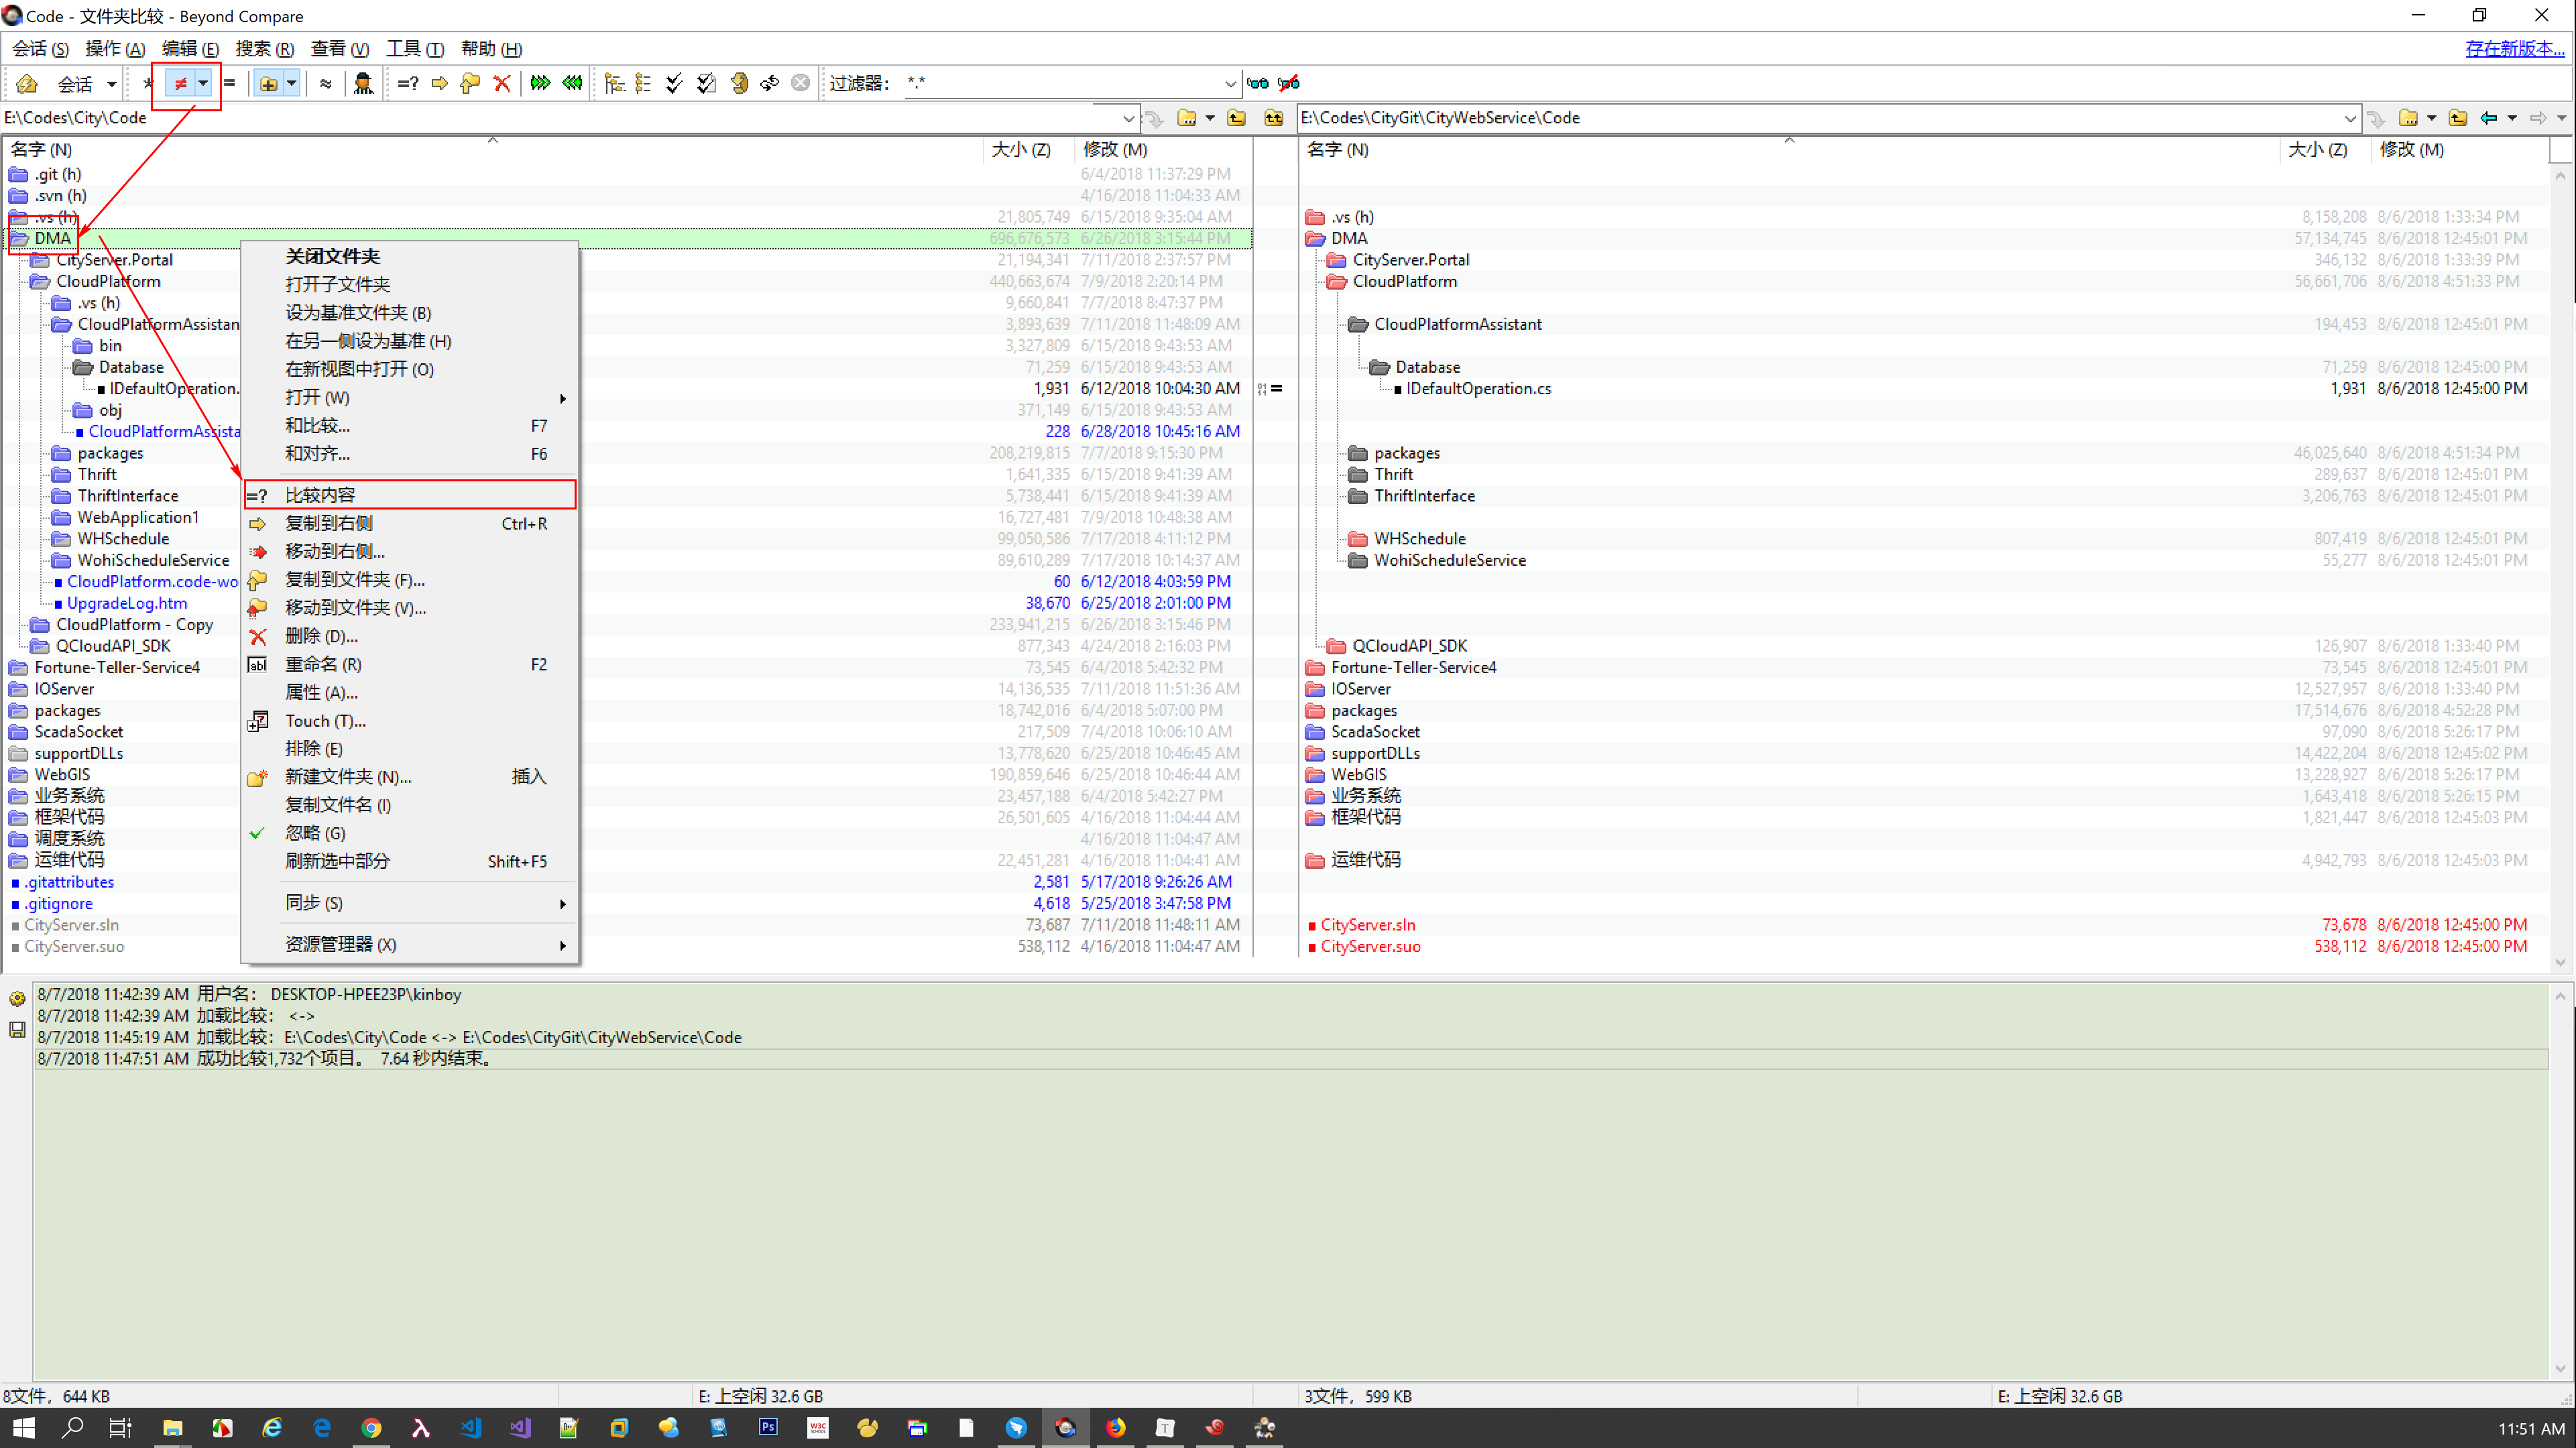 Code - 文件夹比较 - Beyond Compare
会话 (S) 操作 (A) 编辑 (E) 搜索 (R) 查看 (V) 工具 (T) 帮助 (H) 存在新版本...
会话 * ≠ = ≈ =? 过滤器: *.*
E:\Codes\City\Code E:\Codes\CityGit\CityWebService\Code
名字 (N) 大小 (Z) 修改 (M) 名字 (N) 大小 (Z) 修改 (M)
.git (h) 6/4/2018 11:37:29 PM
.svn (h) 4/16/2018 11:04:33 AM
.vs (h) 21,805,749 6/15/2018 9:35:04 AM .vs (h) 8,158,208 8/6/2018 1:33:34 PM
DMA 696,676,573 6/26/2018 3:15:44 PM DMA 57,134,745 8/6/2018 12:45:01 PM
CityServer.Portal 21,194,341 7/11/2018 2:37:57 PM CityServer.Portal 346,132 8/6/2018 1:33:39 PM
CloudPlatform 440,663,674 7/9/2018 2:20:14 PM CloudPlatform 56,661,706 8/6/2018 4:51:33 PM
.vs (h) 9,660,841 7/7/2018 8:47:37 PM
CloudPlatformAssistan 3,893,639 7/11/2018 11:48:09 AM CloudPlatformAssistant 194,453 8/6/2018 12:45:01 PM
bin 3,327,809 6/15/2018 9:43:53 AM
Database 71,259 6/15/2018 9:43:53 AM Database 71,259 8/6/2018 12:45:01 PM
IDefaultOperation. 1,931 6/12/2018 10:04:30 AM = IDefaultOperation.cs 1,931 8/6/2018 12:45:00 PM
obj 371,149 6/15/2018 9:43:53 AM
CloudPlatformAssista 228 6/28/2018 10:45:16 AM
packages 208,219,815 7/7/2018 9:15:30 PM packages 46,025,640 8/6/2018 4:51:34 PM
Thrift 1,641,335 6/15/2018 9:41:39 AM Thrift 289,637 8/6/2018 12:45:01 PM
ThriftInterface 5,738,441 6/15/2018 9:41:39 AM ThriftInterface 3,206,763 8/6/2018 12:45:01 PM
WebApplication1 16,727,481 7/9/2018 10:48:38 AM
WHSchedule 99,050,586 7/17/2018 4:11:12 PM WHSchedule 807,419 8/6/2018 12:45:01 PM
WohiScheduleService 89,610,289 7/17/2018 10:14:37 AM WohiScheduleService 55,277 8/6/2018 12:45:01 PM
CloudPlatform.code-wo 60 6/12/2018 4:03:59 PM
UpgradeLog.htm 38,670 6/25/2018 2:01:00 PM
CloudPlatform - Copy 233,941,215 6/26/2018 3:15:46 PM
QCloudAPI_SDK 877,343 4/24/2018 2:16:03 PM QCloudAPI_SDK 126,907 8/6/2018 1:33:40 PM
Fortune-Teller-Service4 73,545 6/4/2018 5:42:32 PM Fortune-Teller-Service4 73,545 8/6/2018 12:45:01 PM
IOServer 14,136,535 7/11/2018 11:51:36 AM IOServer 12,527,957 8/6/2018 1:33:40 PM
packages 18,742,016 6/4/2018 5:07:00 PM packages 17,514,676 8/6/2018 4:52:28 PM
ScadaSocket 217,509 7/4/2018 10:06:10 AM ScadaSocket 97,090 8/6/2018 5:26:17 PM
supportDLLs 13,778,620 6/25/2018 10:46:45 AM supportDLLs 14,422,204 8/6/2018 12:45:02 PM
WebGIS 190,859,646 6/25/2018 10:46:44 AM WebGIS 13,228,927 8/6/2018 5:26:17 PM
业务系统 23,457,188 6/4/2018 5:42:27 PM 业务系统 1,643,418 8/6/2018 5:26:15 PM
框架代码 26,501,605 4/16/2018 11:04:44 AM 框架代码 1,821,447 8/6/2018 12:45:03 PM
调度系统 4/16/2018 11:04:47 AM
运维代码 22,451,281 4/16/2018 11:04:41 AM 运维代码 4,942,793 8/6/2018 12:45:03 PM
.gitattributes 2,581 5/17/2018 9:26:26 AM
.gitignore 4,618 5/25/2018 3:47:58 PM
CityServer.sln 73,687 7/11/2018 11:48:11 AM CityServer.sln 73,678 8/6/2018 12:45:00 PM
CityServer.suo 538,112 4/16/2018 11:04:47 AM CityServer.suo 538,112 8/6/2018 12:45:00 PM
关闭文件夹
打开子文件夹
设为基准文件夹 (B)
在另一侧设为基准 (H)
在新视图中打开 (O)
打开 (W)
和比较... F7
和对齐... F6
=? 比较内容
复制到右侧 Ctrl+R
移动到右侧...
复制到文件夹 (F)...
移动到文件夹 (V)...
删除 (D)...
重命名 (R) F2
属性 (A)...
Touch (T)...
排除 (E)
新建文件夹 (N)... 插入
复制文件名 (I)
忽略 (G)
刷新选中部分 Shift+F5
同步 (S)
资源管理器 (X)
8/7/2018 11:42:39 AM 用户名: DESKTOP-HPEE23P\kinboy
8/7/2018 11:42:39 AM 加载比较: <->
8/7/2018 11:45:19 AM 加载比较: E:\Codes\City\Code <-> E:\Codes\CityGit\CityWebService\Code
8/7/2018 11:47:51 AM 成功比较1,732个项目。 7.64 秒内结束。
8文件，644 KB E: 上空闲 32.6 GB 3文件，599 KB E: 上空闲 32.6 GB
Ps W3C SCHOOL T 11:51 AM